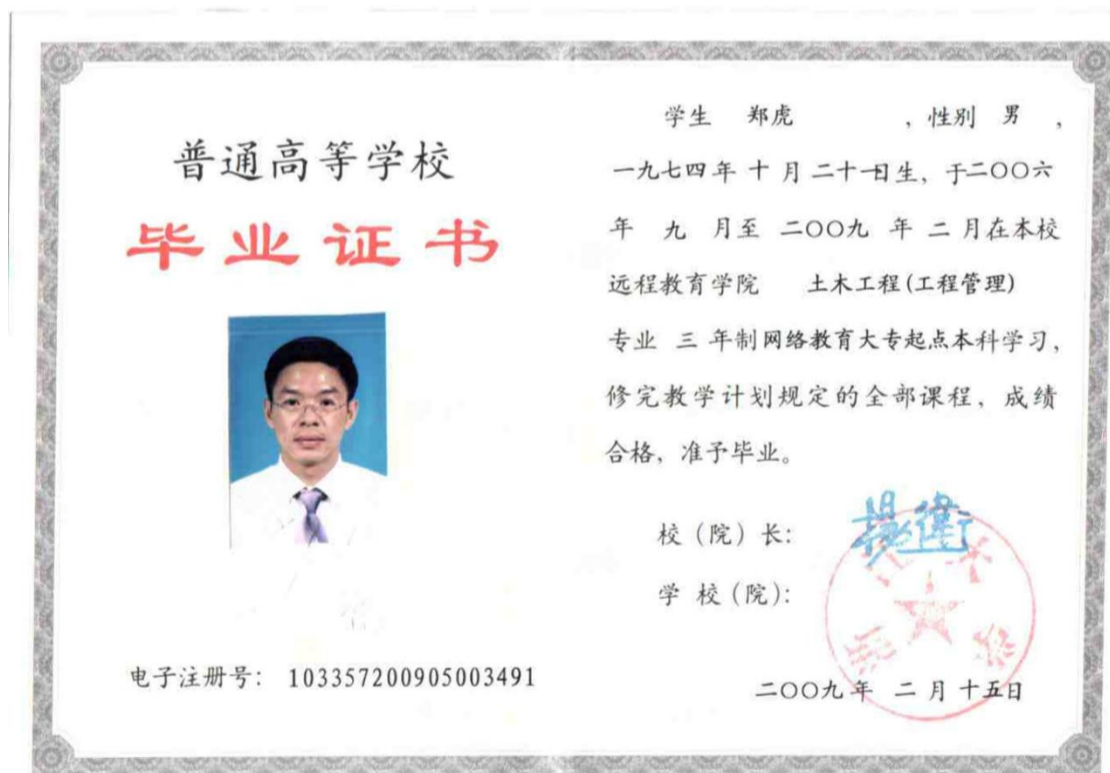 普通高等学校
毕业证书
电子注册号： 103357200905003491
学生 郑虎 ，性别 男 ，
一九七四年 十 月 二十一日生，于二〇〇六
年 九 月至 二〇〇九 年 二 月在本校
远程教育学院 土木工程(工程管理)
专业 三 年制网络教育大专起点本科学习，
修完教学计划规定的全部课程，成绩
合格，准予毕业。
校（院）长： 杨卫
学 校（院）：
二〇〇九 年 二 月 十五日